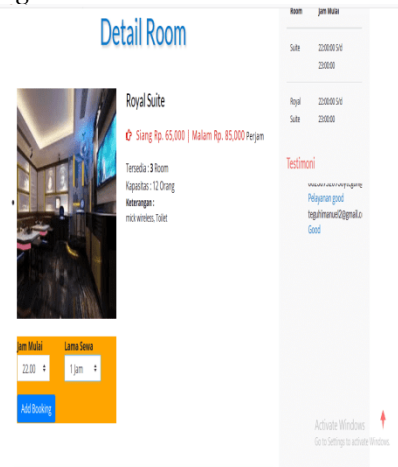 Detail Room
Royal Suite
Siang Rp. 65,000 | Malam Rp. 85,000 Perjam
Tersedia : 3 Room
Kapasitas : 12 Orang
Keterangan :
mick wireless, Toilet
Jam Mulai Lama Sewa
22.00 1 Jam
Add Booking
Room Jam Mulai
Suite 22:00:00 S/d
23:00:00
Royal 22:00:00 S/d
Suite 23:00:00
Testimoni
Pelayanan good
teguhimanuel2@gmail.co
Good
Activate Windows
Go to Settings to activate Windows.